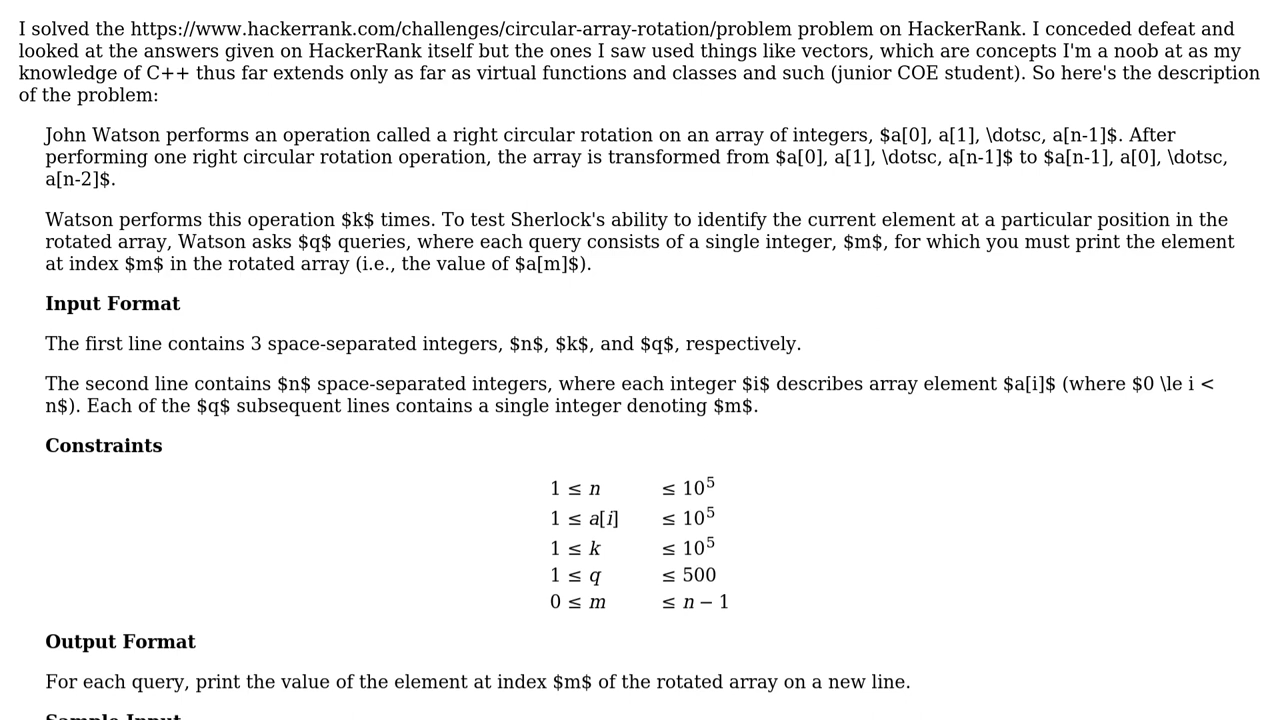 I solved the https://www.hackerrank.com/challenges/circular-array-rotation/problem problem on HackerRank. I conceded defeat and
looked at the answers given on HackerRank itself but the ones I saw used things like vectors, which are concepts I'm a noob at as my
knowledge of C++ thus far extends only as far as virtual functions and classes and such (junior COE student). So here's the description
of the problem:
John Watson performs an operation called a right circular rotation on an array of integers, $a[0], a[1], \dotsc, a[n-1]$. After
performing one right circular rotation operation, the array is transformed from $a[0], a[1], \dotsc, a[n-1]$ to $a[n-1], a[0], \dotsc,
a[n-2]$.
Watson performs this operation $k$ times. To test Sherlock's ability to identify the current element at a particular position in the
rotated array, Watson asks $q$ queries, where each query consists of a single integer, $m$, for which you must print the element
at index $m$ in the rotated array (i.e., the value of $a[m]$).
Input Format
The first line contains 3 space-separated integers, $n$, $k$, and $q$, respectively.
The second line contains $n$ space-separated integers, where each integer $i$ describes array element $a[i]$ (where $0 \le i <
n$). Each of the $q$ subsequent lines contains a single integer denoting $m$.
Constraints
1 ≤ n ≤ 10^5
1 ≤ a[i] ≤ 10^5
1 ≤ k ≤ 10^5
1 ≤ q ≤ 500
0 ≤ m ≤ n − 1
Output Format
For each query, print the value of the element at index $m$ of the rotated array on a new line.
Sample Input